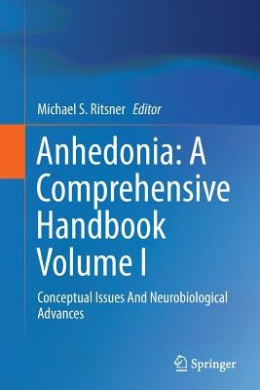 Michael S. Ritsner Editor
Anhedonia: A
Comprehensive
Handbook
Volume I
Conceptual Issues And Neurobiological
Advances
Springer